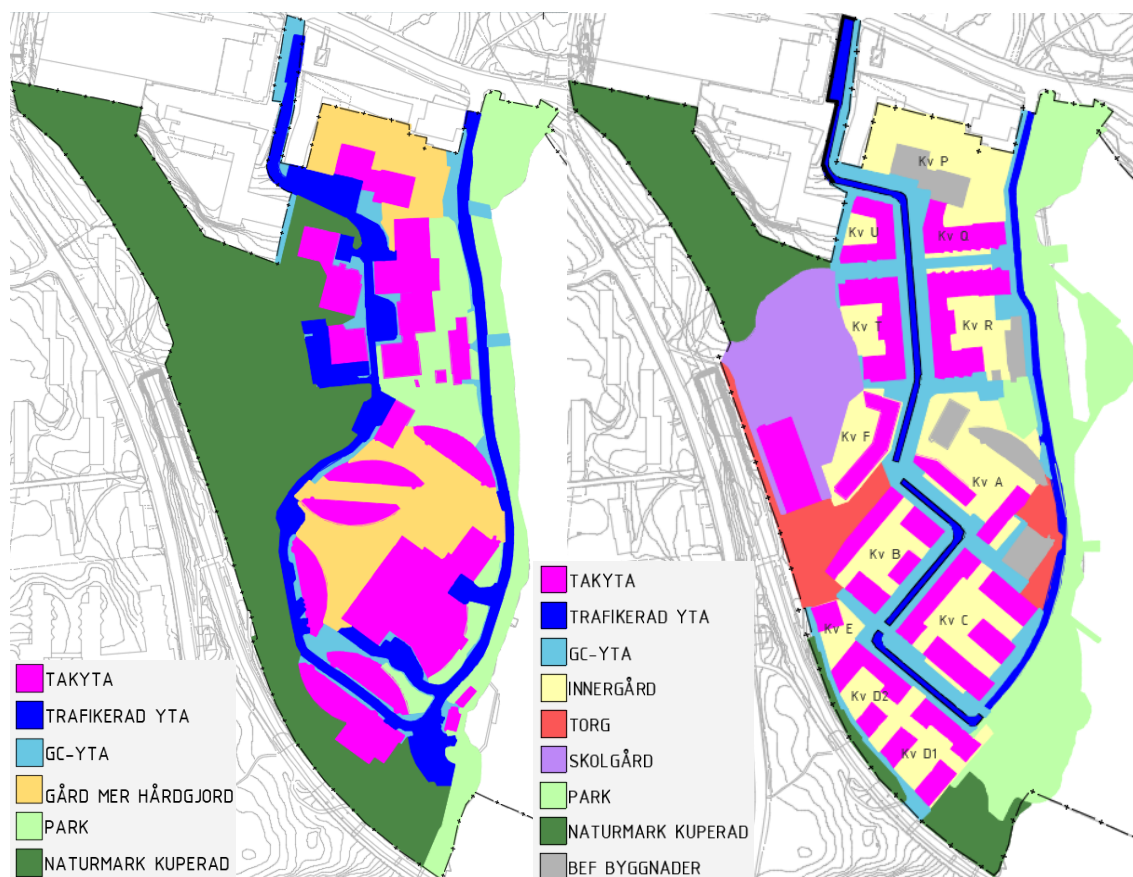 TAKYTA
TRAFIKERAD YTA
GC-YTA
GÅRD MER HÅRDGJORD
PARK
NATURMARK KUPERAD
Kv P
Kv U
Kv Q
Kv T
Kv R
Kv F
Kv A
Kv B
Kv C
Kv E
Kv D2
Kv D1
TAKYTA
TRAFIKERAD YTA
GC-YTA
INNERGÅRD
TORG
SKOLGÅRD
PARK
NATURMARK KUPERAD
BEF BYGGNADER